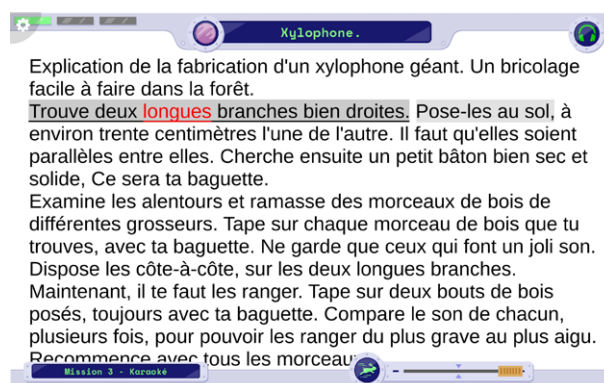 Xylophone.
Explication de la fabrication d'un xylophone géant. Un bricolage
facile à faire dans la forêt.
Trouve deux longues branches bien droites. Pose-les au sol, à
environ trente centimètres l'une de l'autre. Il faut qu'elles soient
parallèles entre elles. Cherche ensuite un petit bâton bien sec et
solide, Ce sera ta baguette.
Examine les alentours et ramasse des morceaux de bois de
différentes grosseurs. Tape sur chaque morceau de bois que tu
trouves, avec ta baguette. Ne garde que ceux qui font un joli son.
Dispose les côte-à-côte, sur les deux longues branches.
Maintenant, il te faut les ranger. Tape sur deux bouts de bois
posés, toujours avec ta baguette. Compare le son de chacun,
plusieurs fois, pour pouvoir les ranger du plus grave au plus aigu.
Recommence avec tous les morceau
Mission 3 - Karaoké